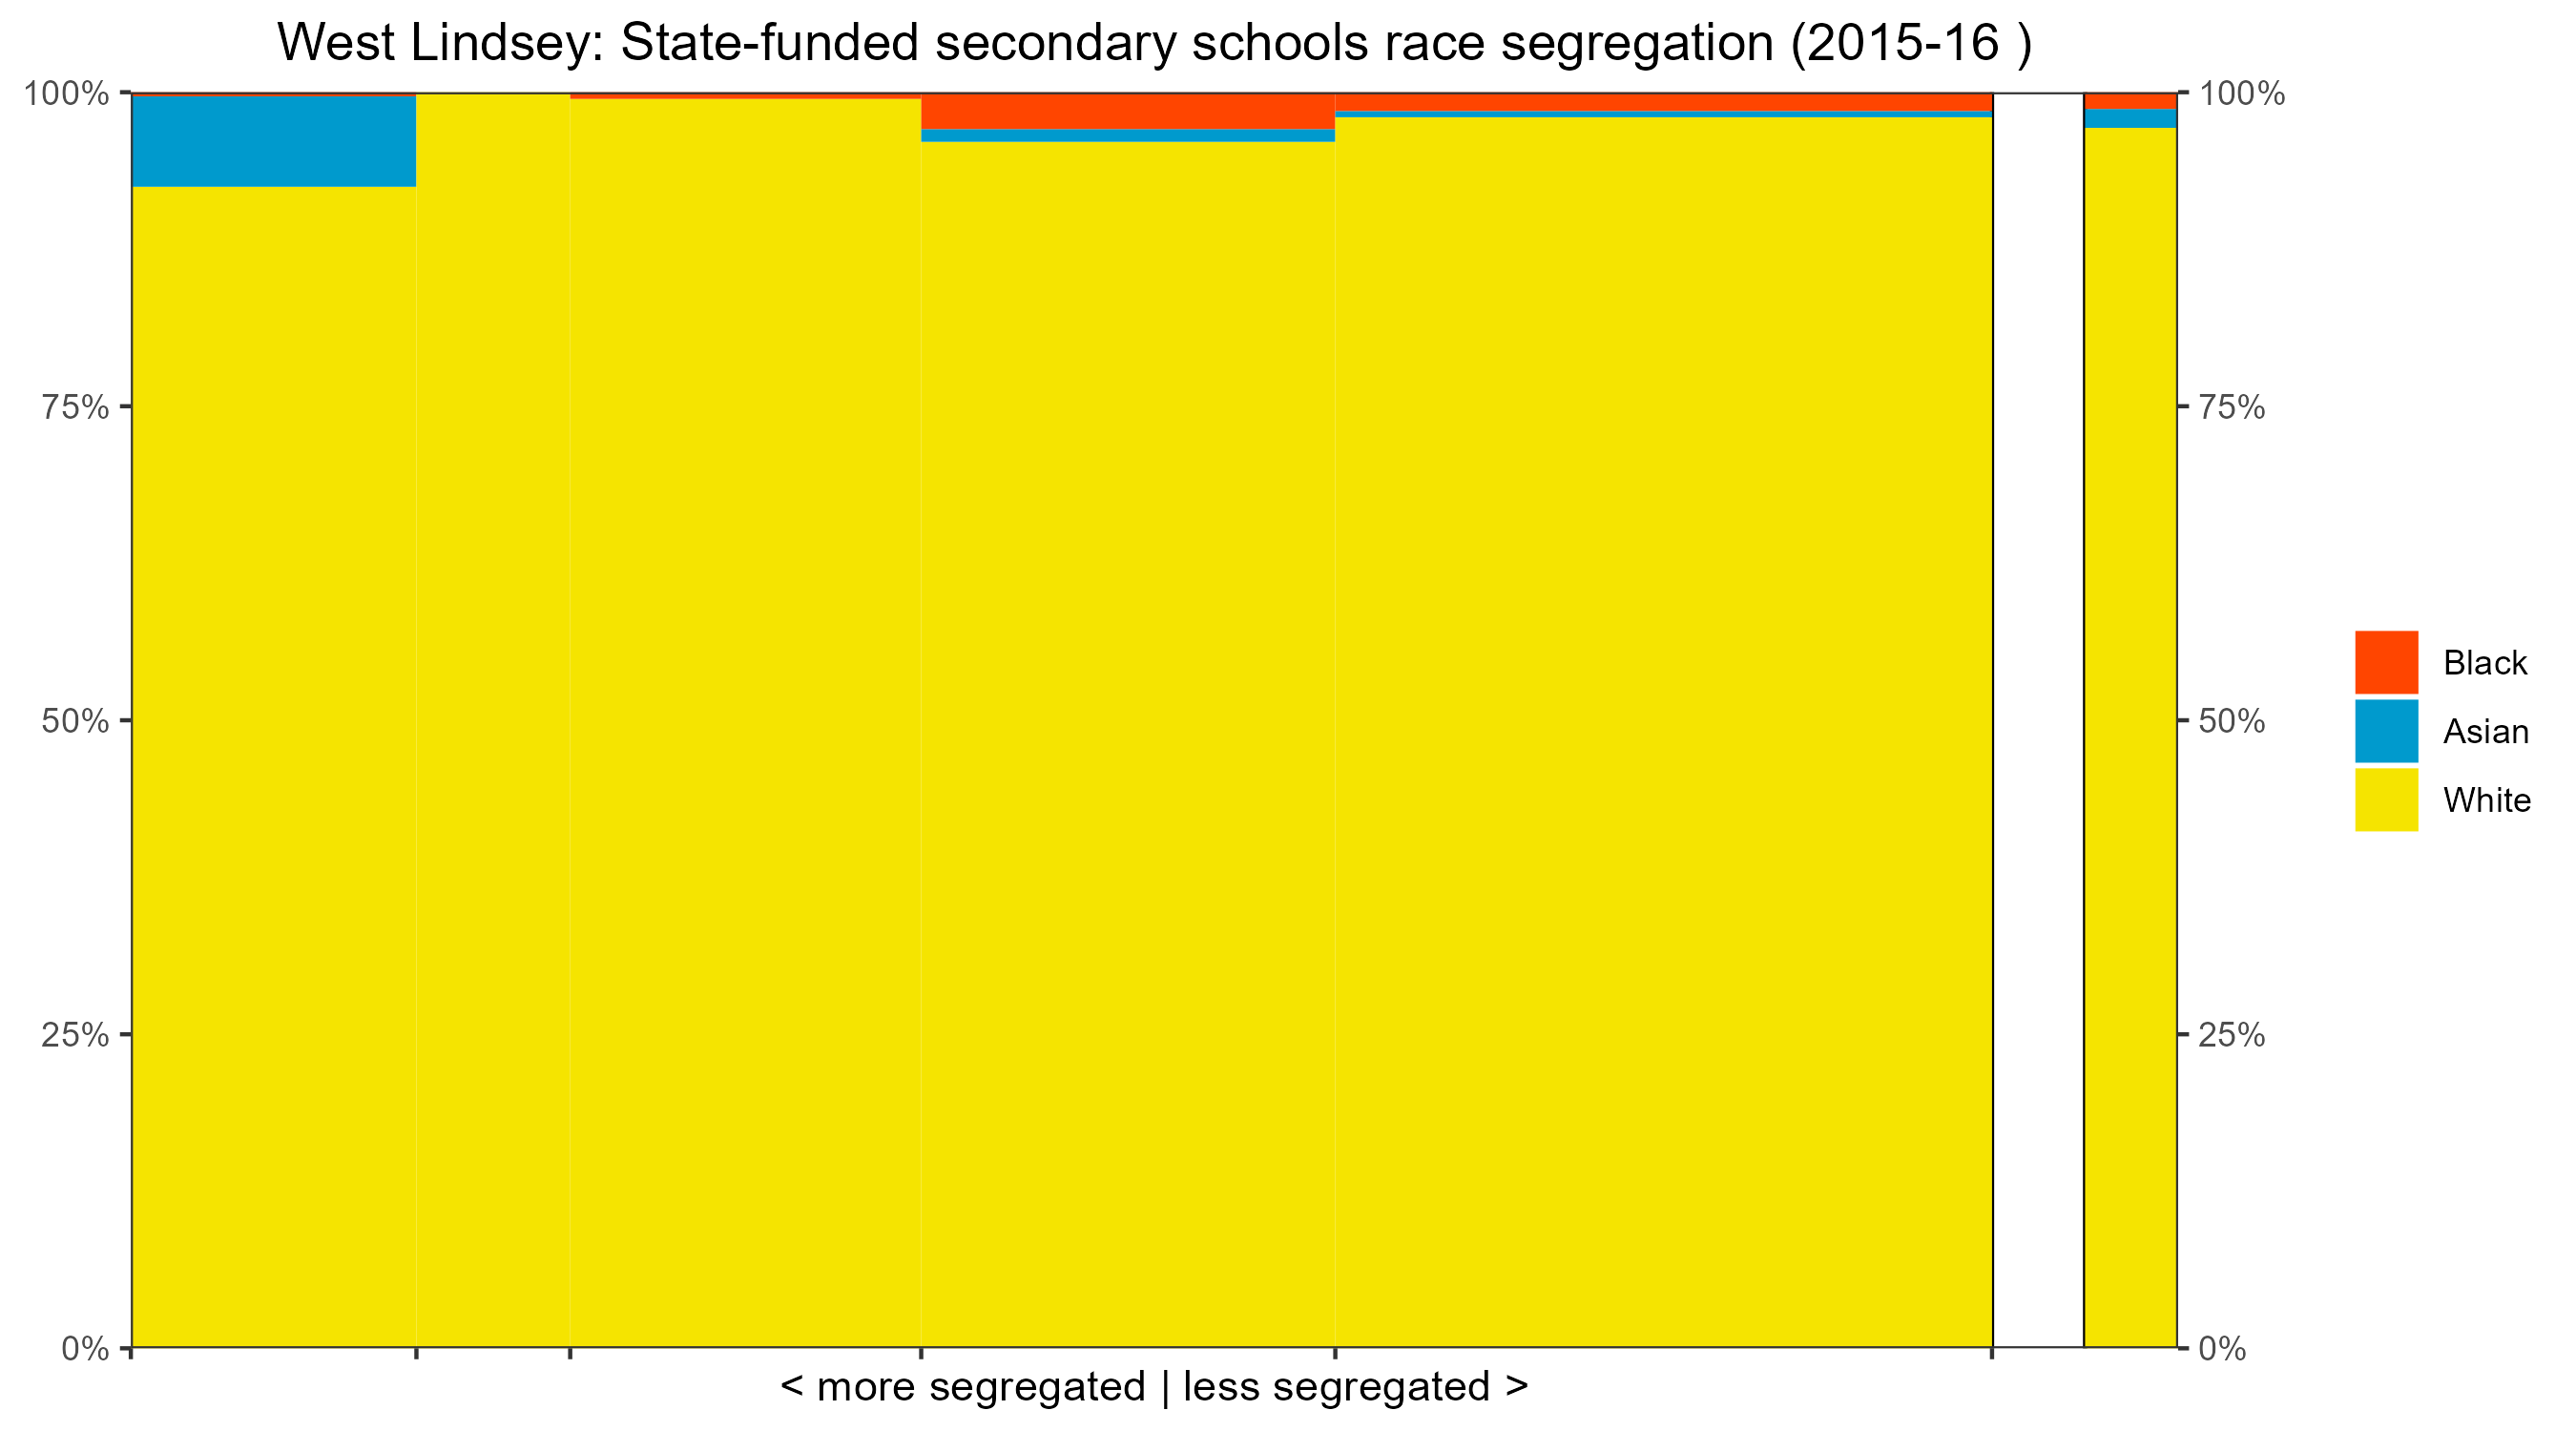 West Lindsey: State-funded secondary schools race segregation (2015-16 )
100%
75%
50%
25%
0%
100%
75%
50%
25%
0%
Black
Asian
White
< more segregated | less segregated >